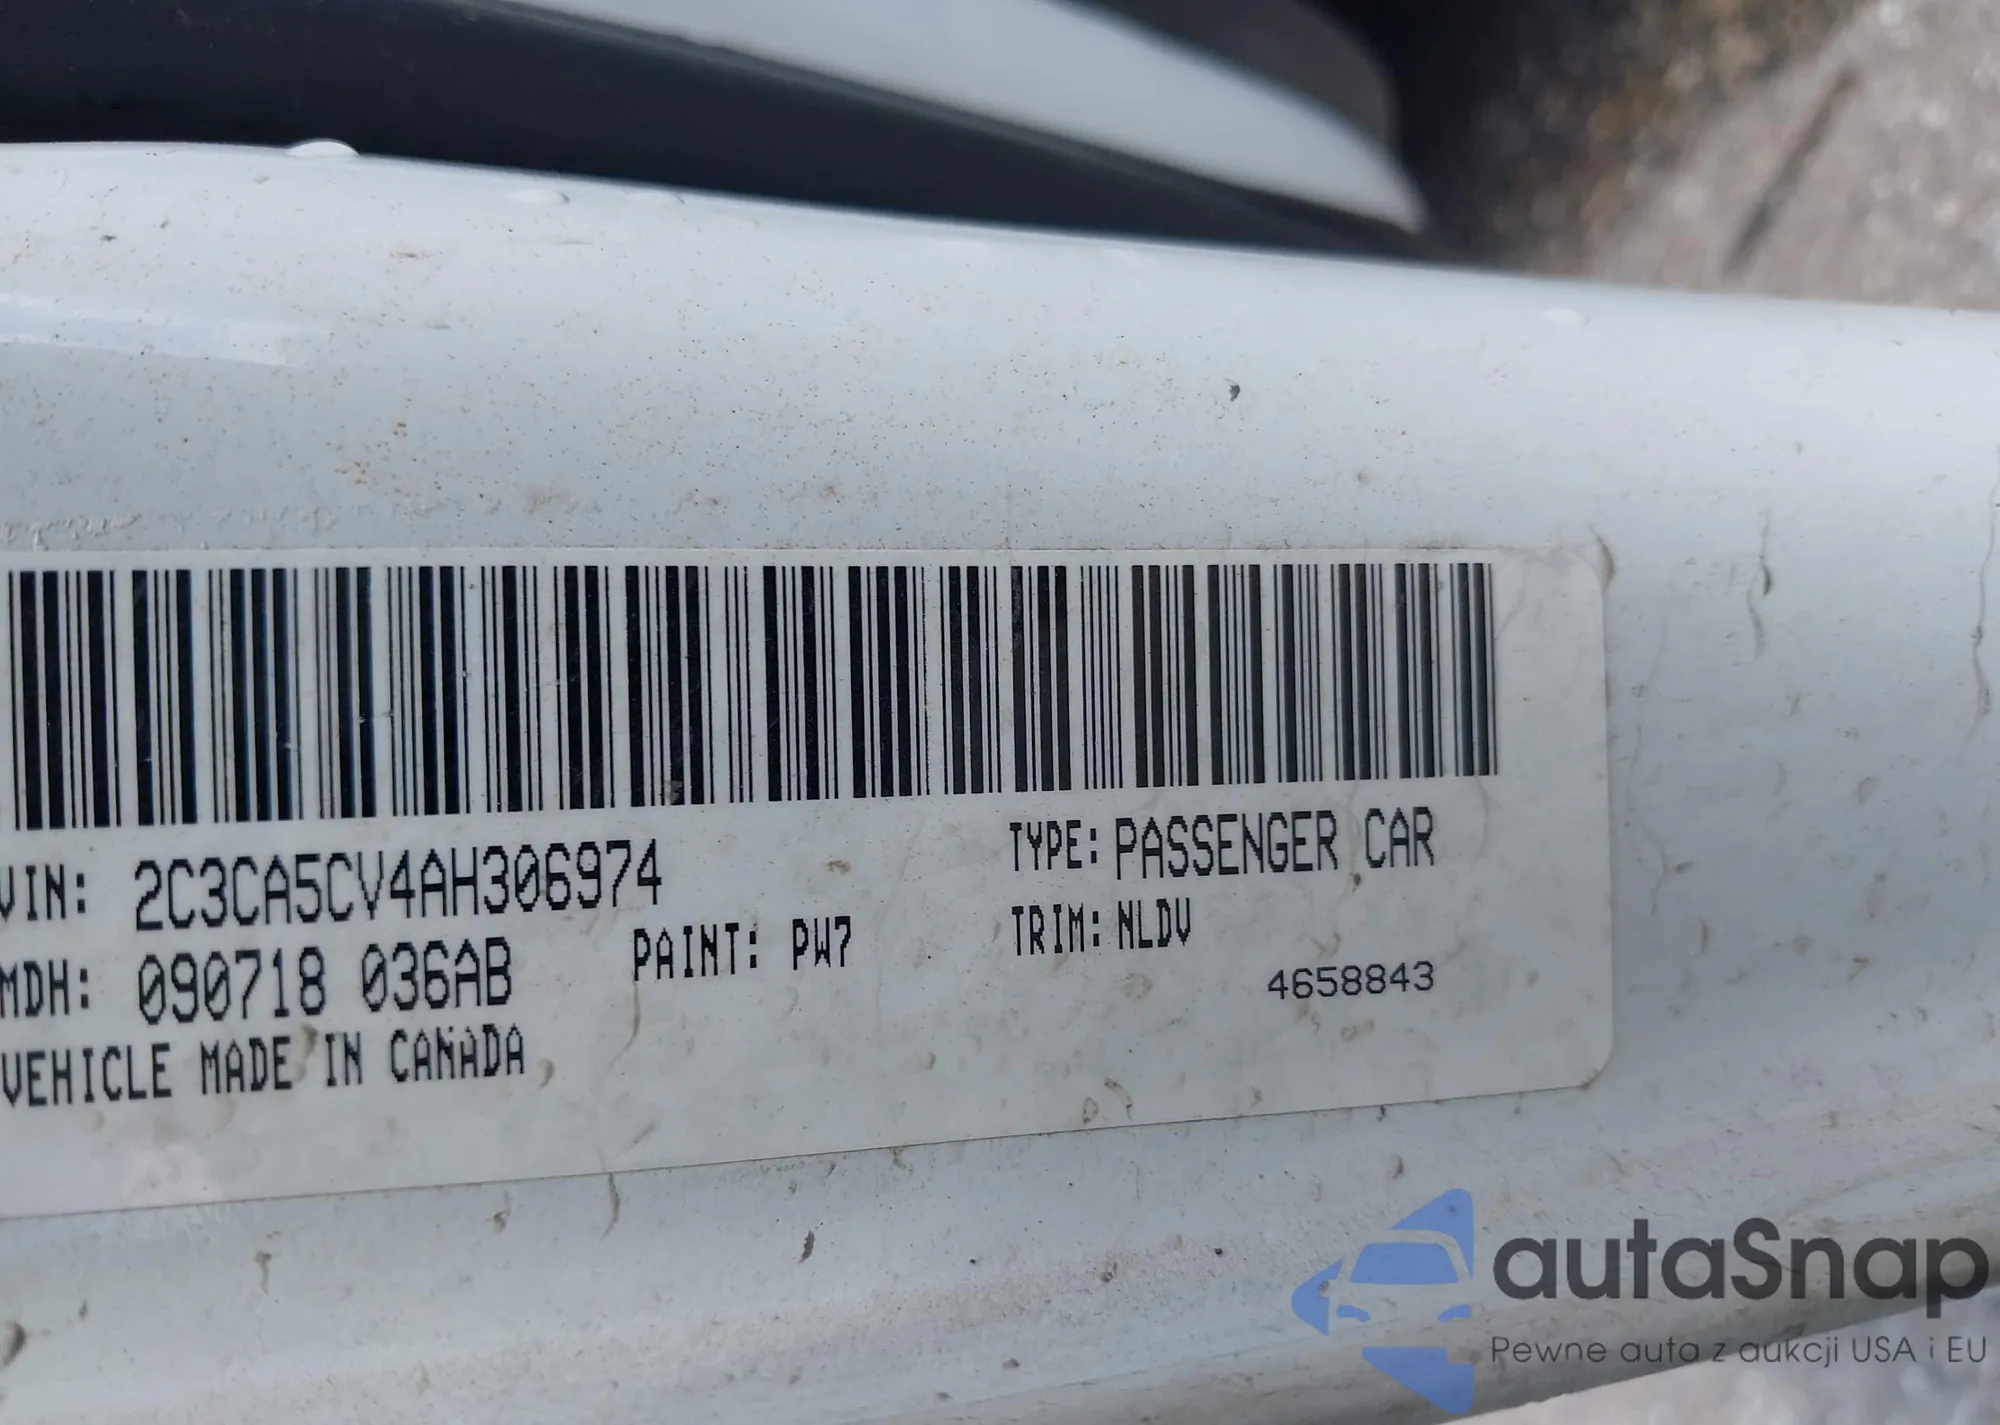 VIN: 2C3CA5CV4AH306974
TYPE: PASSENGER CAR
MDH: 090718 036AB
PAINT: PW7
TRIM: NLDV
4658843
VEHICLE MADE IN CANADA
autaSnap
Pewne auta z aukcji USA i EU